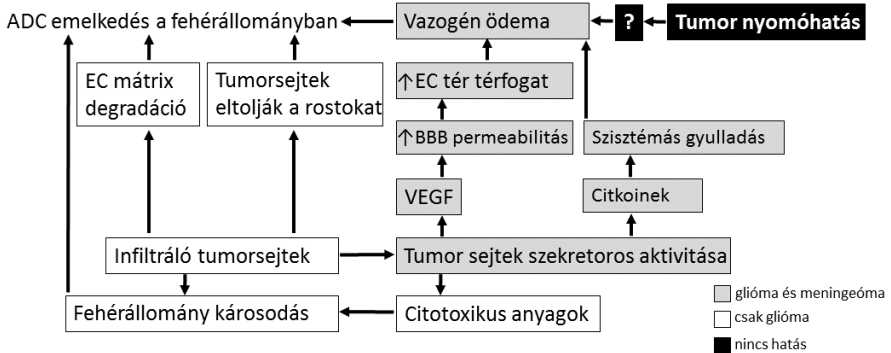 ADC emelkedés a fehérállományban
Vazogén ödema
?
Tumor nyomóhatás
EC mátrix
degradáció
Tumorsejtek
eltolják a rostokat
↑EC tér térfogat
↑BBB permeabilitás
Szisztémás gyulladás
VEGF
Citkoinek
Infiltráló tumorsejtek
Tumor sejtek szekretoros aktivitása
Fehérállomány károsodás
Citotoxikus anyagok
glióma és meningeóma
csak glióma
nincs hatás